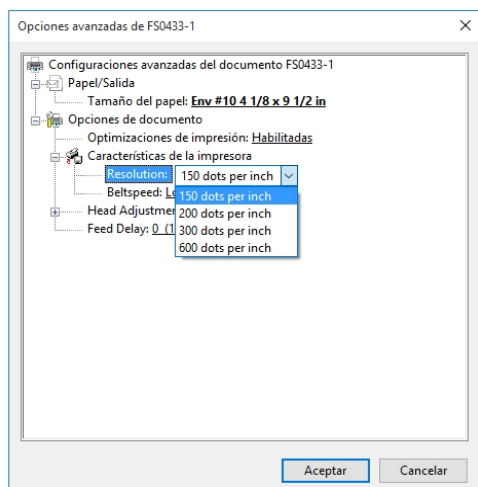 Opciones avanzadas de FS0433-1
Configuraciones avanzadas del documento FS0433-1
Papel/Salida
Tamaño del papel: Env #10 4 1/8 x 9 1/2 in
Opciones de documento
Optimizaciones de impresión: Habilitadas
Características de la impresora
Resolution: 150 dots per inch
Beltspeed:
150 dots per inch
Head
200 dots per inch
Feed Delay: 0
300 dots per inch
600 dots per inch
Aceptar Cancelar